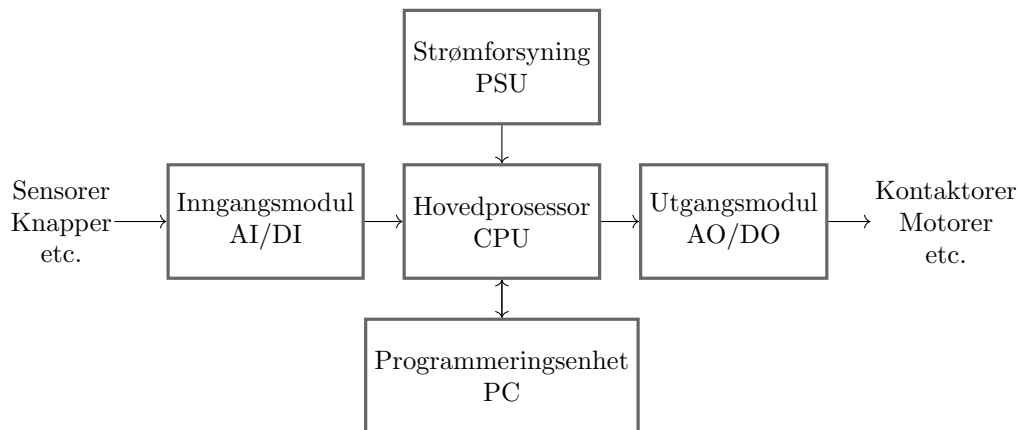 Strømforsyning
PSU
Sensorer
Knapper
etc.
Inngangsmodul
AI/DI
Hovedprosessor
CPU
Utgangsmodul
AO/DO
Kontaktorer
Motorer
etc.
Programmeringsenhet
PC